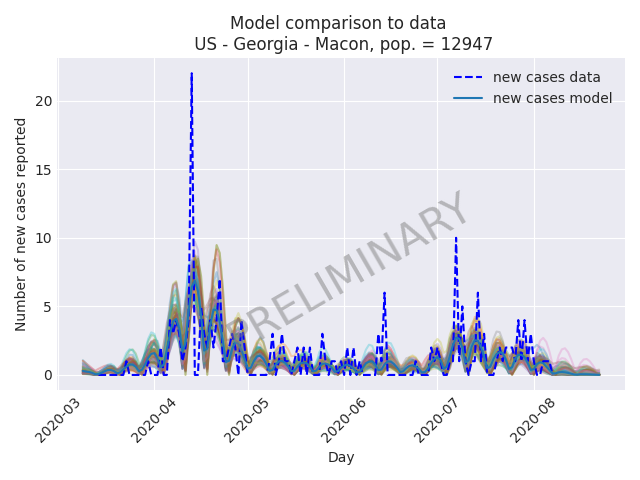 Model comparison to data
US - Georgia - Macon, pop. = 12947
new cases data
new cases model
Number of new cases reported
20
15
10
5
0
PRELIMINARY
2020-03
2020-04
2020-05
2020-06
2020-07
2020-08
Day